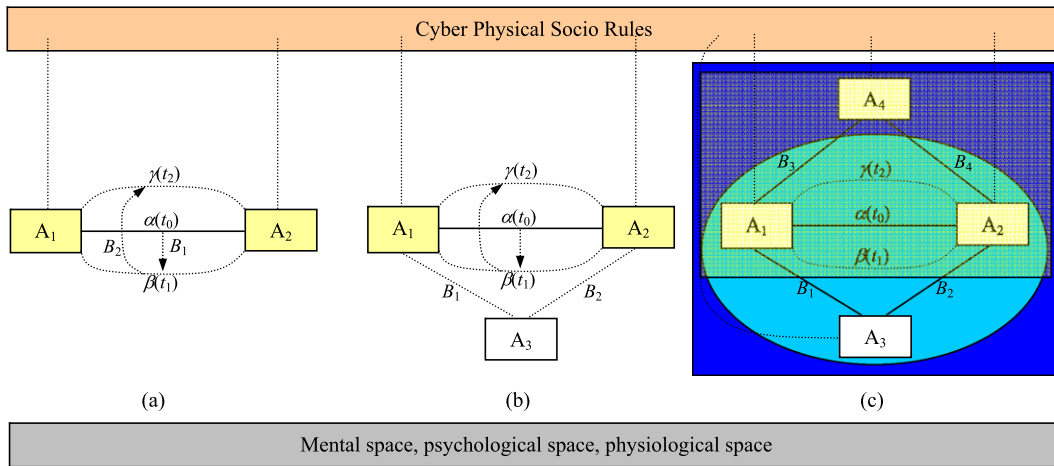 Cyber Physical Socio Rules
γ(t₂)
α(t₀)
A₁
A₂
B₂
B₁
β(t₁)
γ(t₂)
α(t₀)
A₁
A₂
β(t₁)
B₁
B₂
A₃
A₄
B₃
B₄
γ(t₂)
α(t₀)
A₁
A₂
β(t₁)
B₁
B₂
A₃
(a)
(b)
(c)
Mental space, psychological space, physiological space